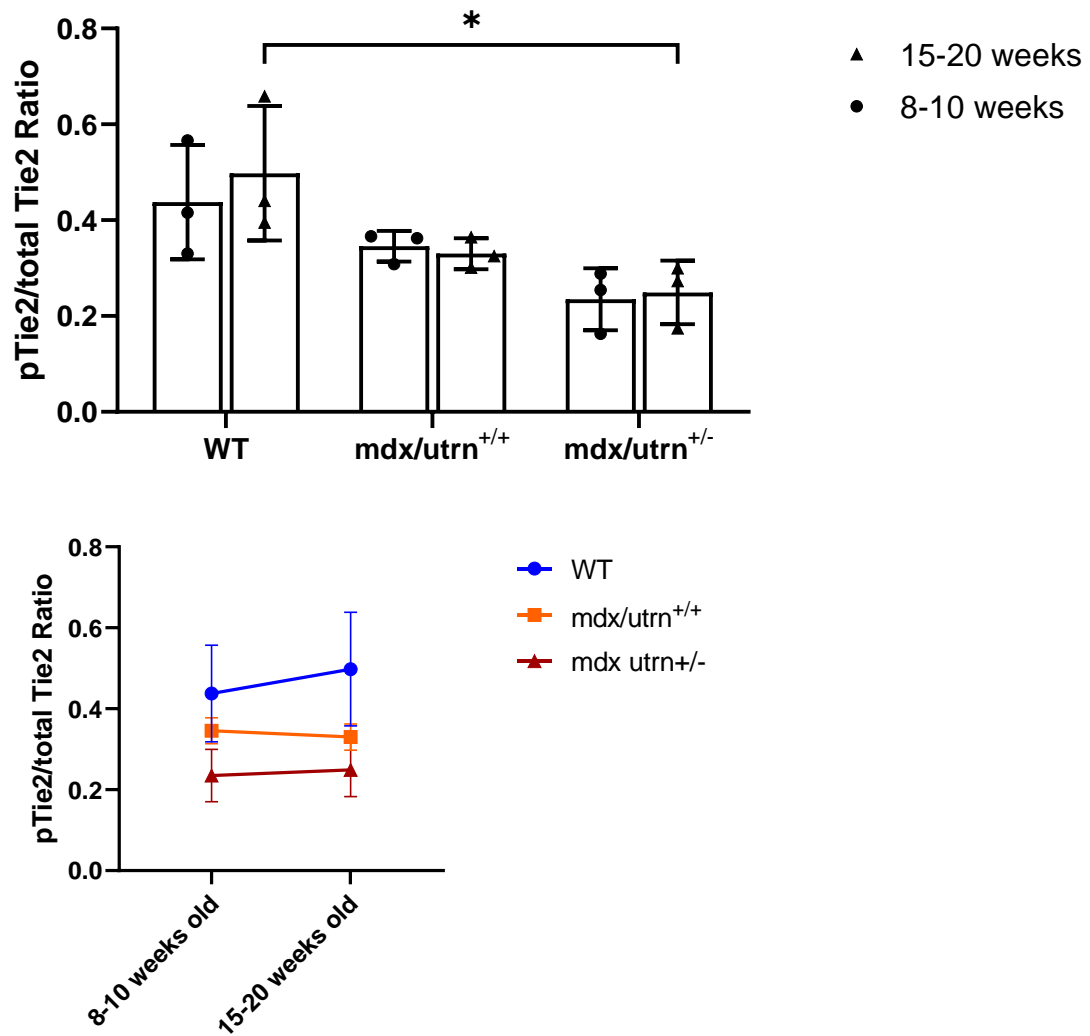 *
0.8
0.6
0.4
0.2
0.0
pTie2/total Tie2 Ratio
WT
mdx/utrn+/+
mdx/utrn+/-
15-20 weeks
8-10 weeks
0.8
0.6
0.4
0.2
0.0
pTie2/total Tie2 Ratio
8-10 weeks old
15-20 weeks old
WT
mdx/utrn+/+
mdx utrn+/-